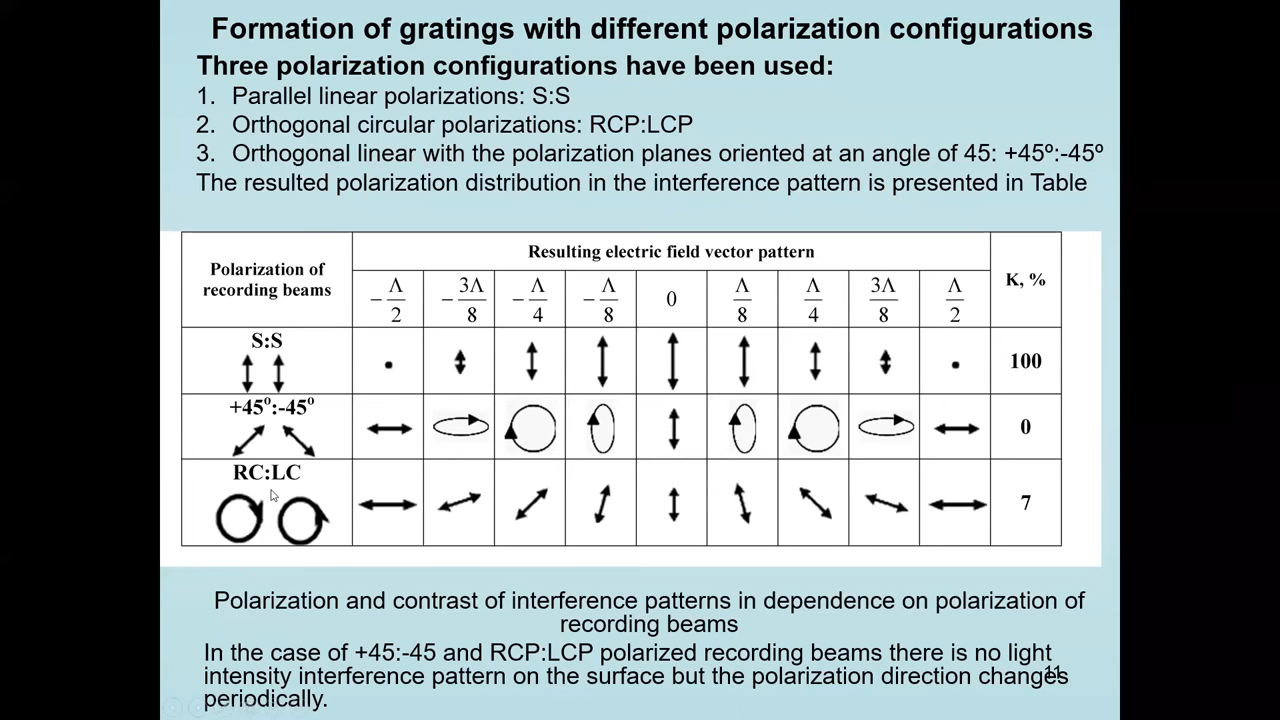 Formation of gratings with different polarization configurations
Three polarization configurations have been used:
1. Parallel linear polarizations: S:S
2. Orthogonal circular polarizations: RCP:LCP
3. Orthogonal linear with the polarization planes oriented at an angle of 45: +45º:-45º
The resulted polarization distribution in the interference pattern is presented in Table
Polarization of
recording beams
Resulting electric field vector pattern
K, %
−Λ/2 −3Λ/8 −Λ/4 −Λ/8 0 Λ/8 Λ/4 3Λ/8 Λ/2
S:S
100
+45º:-45º
0
RC:LC
7
Polarization and contrast of interference patterns in dependence on polarization of
recording beams
In the case of +45:-45 and RCP:LCP polarized recording beams there is no light
intensity interference pattern on the surface but the polarization direction changes
periodically.
11